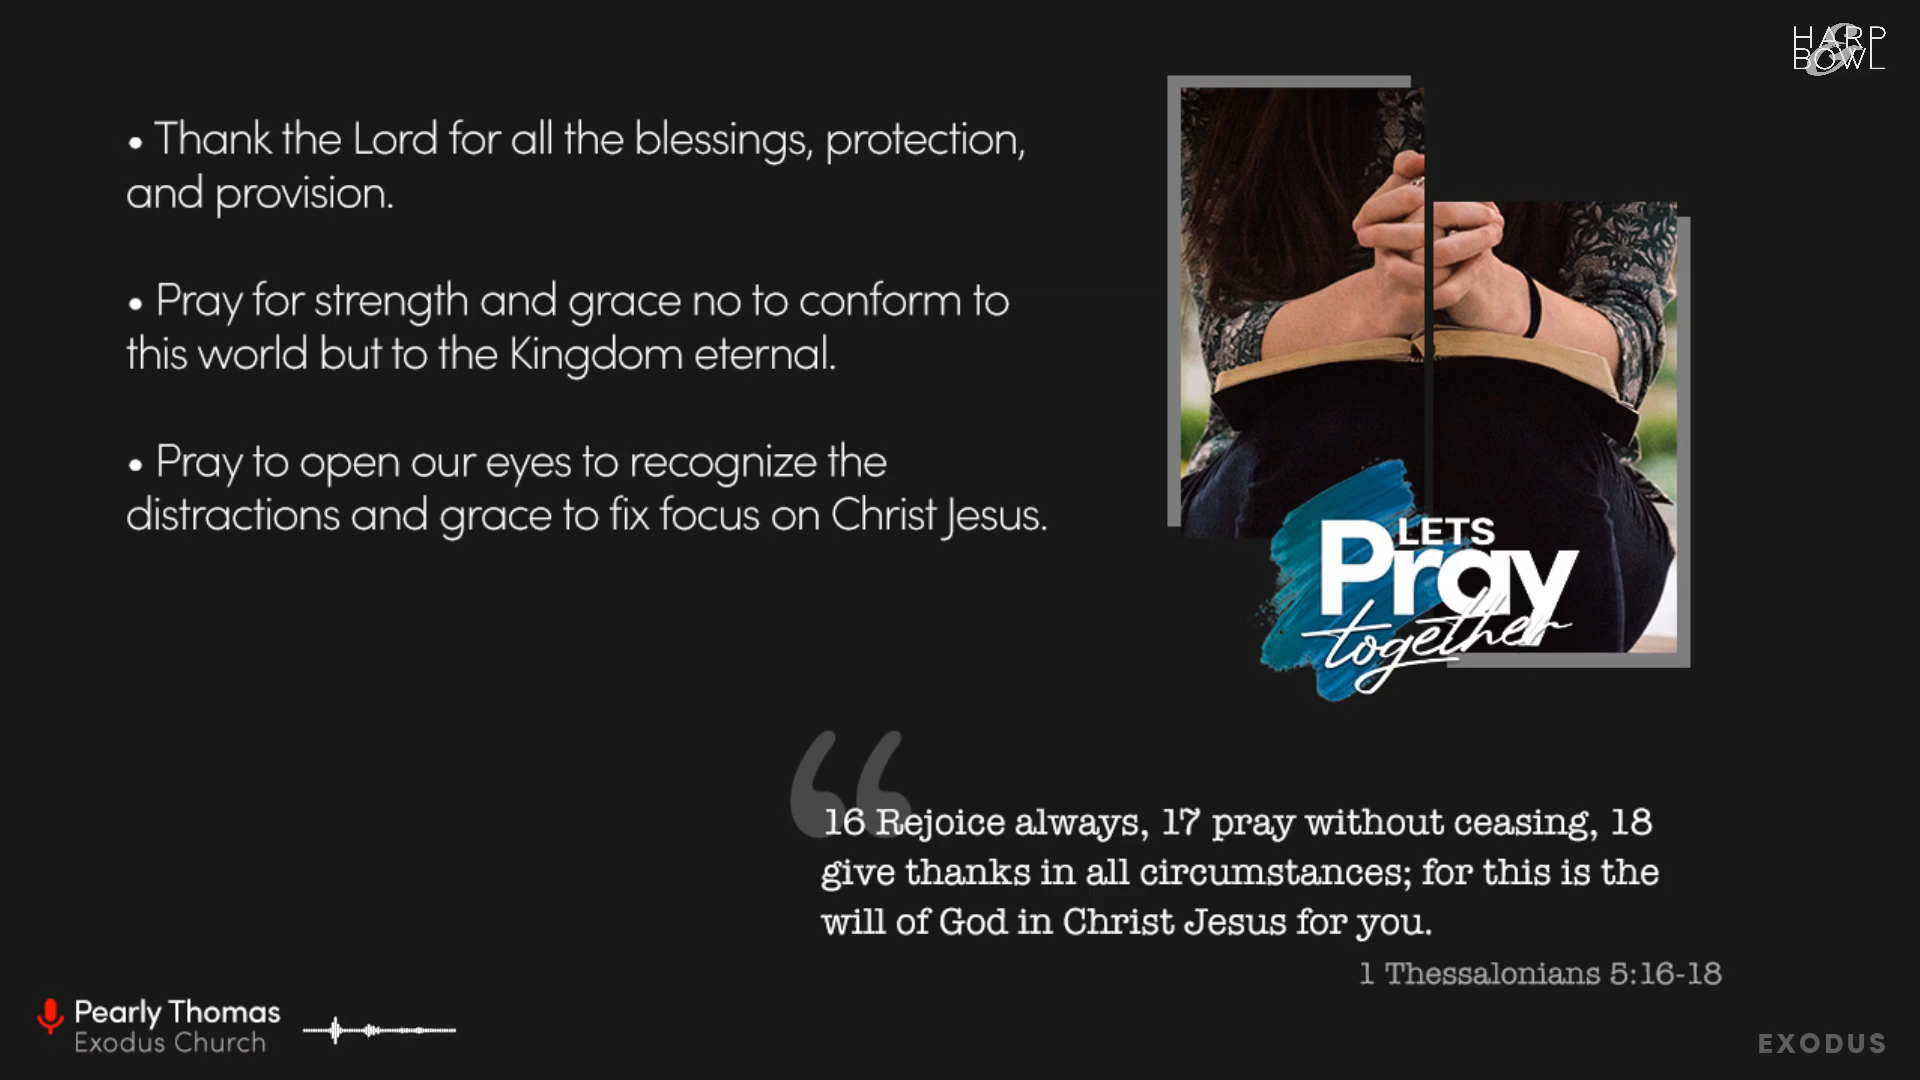 HARP
&
BOWL
• Thank the Lord for all the blessings, protection,
and provision.
• Pray for strength and grace no to conform to
this world but to the Kingdom eternal.
• Pray to open our eyes to recognize the
distractions and grace to fix focus on Christ Jesus.
LETS
Pray
together
“
16 Rejoice always, 17 pray without ceasing, 18
give thanks in all circumstances; for this is the
will of God in Christ Jesus for you.
1 Thessalonians 5:16-18
Pearly Thomas
Exodus Church
EXODUS